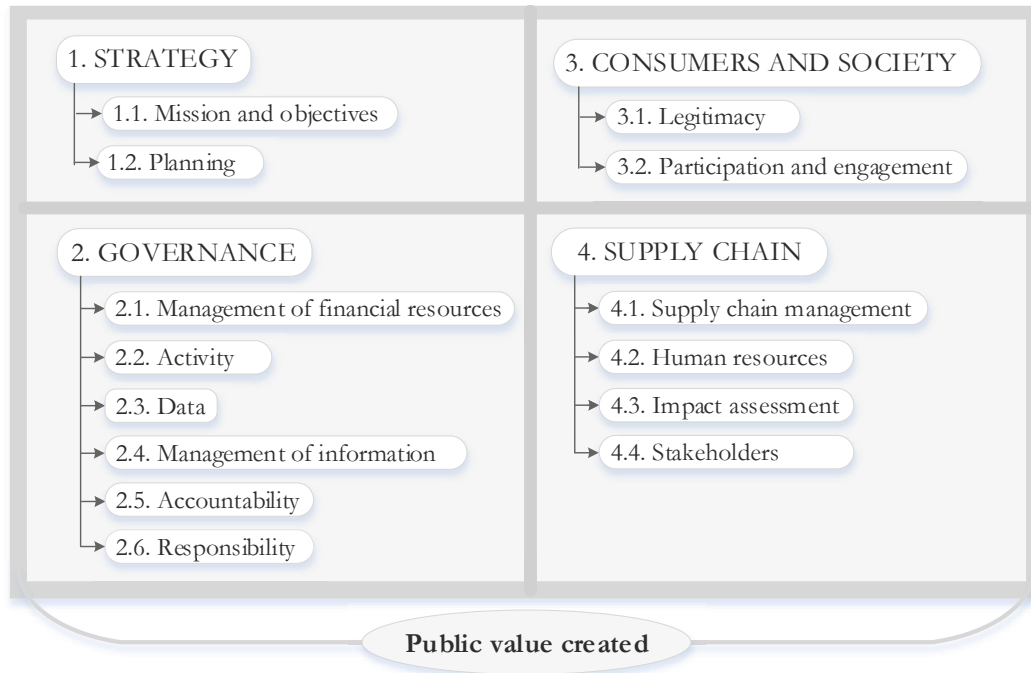 1. STRATEGY
1.1. Mission and objectives
1.2. Planning
2. GOVERNANCE
2.1. Management of financial resources
2.2. Activity
2.3. Data
2.4. Management of information
2.5. Accountability
2.6. Responsibility
3. CONSUMERS AND SOCIETY
3.1. Legitimacy
3.2. Participation and engagement
4. SUPPLY CHAIN
4.1. Supply chain management
4.2. Human resources
4.3. Impact assessment
4.4. Stakeholders
Public value created